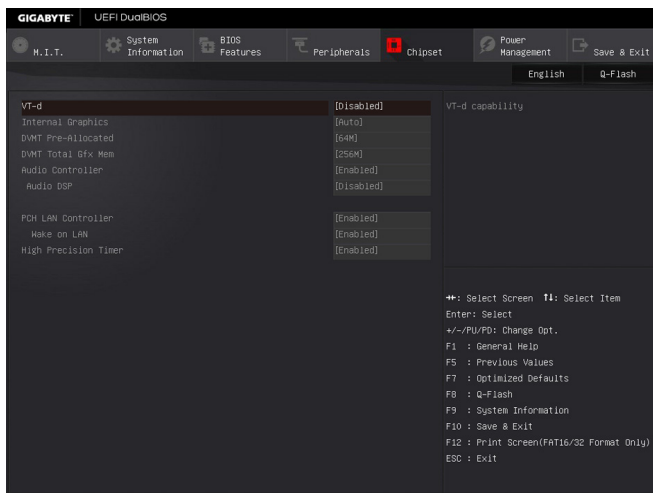 GIGABYTE™ UEFI DualBIOS
M.I.T.
System Information
BIOS Features
Peripherals
Chipset
Power Management
Save & Exit
English Q-Flash
VT-d [Disabled]
Internal Graphics [Auto]
DVMT Pre-Allocated [64M]
DVMT Total Gfx Mem [256M]
Audio Controller [Enabled]
Audio DSP [Disabled]
PCH LAN Controller [Enabled]
Wake on LAN [Enabled]
High Precision Timer [Enabled]
VT-d capability
→←: Select Screen ↑↓: Select Item
Enter: Select
+/-/PU/PD: Change Opt.
F1 : General Help
F5 : Previous Values
F7 : Optimized Defaults
F8 : Q-Flash
F9 : System Information
F10 : Save & Exit
F12 : Print Screen(FAT16/32 Format Only)
ESC : Exit